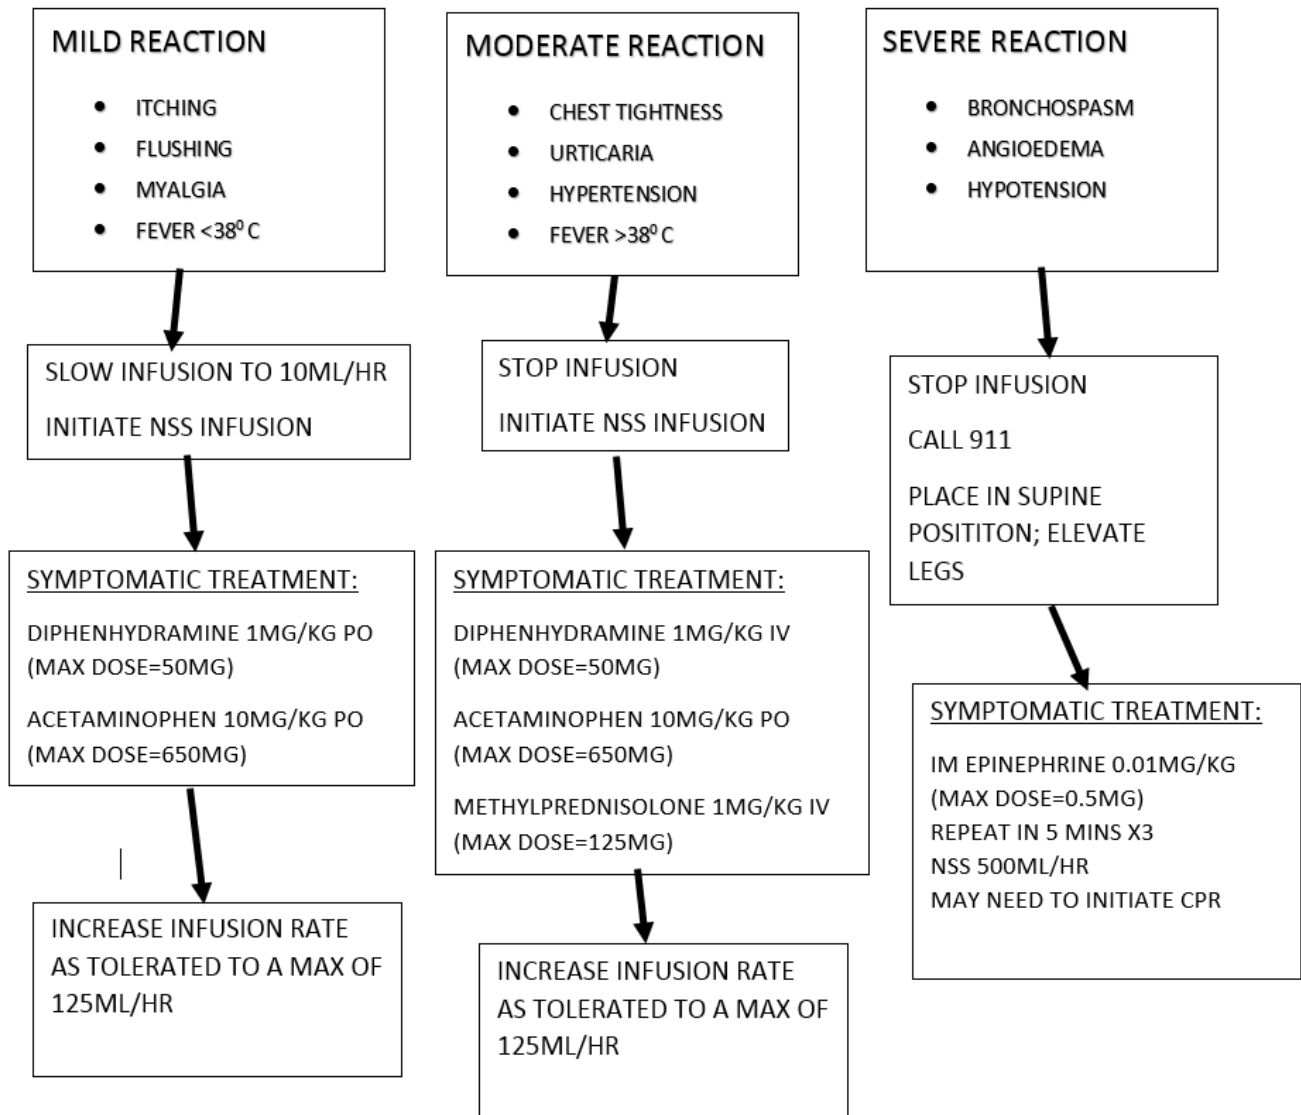 MILD REACTION
• ITCHING
• FLUSHING
• MYALGIA
• FEVER <38⁰ C
SLOW INFUSION TO 10ML/HR
INITIATE NSS INFUSION
SYMPTOMATIC TREATMENT:
DIPHENHYDRAMINE 1MG/KG PO
(MAX DOSE=50MG)
ACETAMINOPHEN 10MG/KG PO
(MAX DOSE=650MG)
INCREASE INFUSION RATE
AS TOLERATED TO A MAX OF
125ML/HR
MODERATE REACTION
• CHEST TIGHTNESS
• URTICARIA
• HYPERTENSION
• FEVER >38⁰ C
STOP INFUSION
INITIATE NSS INFUSION
SYMPTOMATIC TREATMENT:
DIPHENHYDRAMINE 1MG/KG IV
(MAX DOSE=50MG)
ACETAMINOPHEN 10MG/KG PO
(MAX DOSE=650MG)
METHYLPREDNISOLONE 1MG/KG IV
(MAX DOSE=125MG)
INCREASE INFUSION RATE
AS TOLERATED TO A MAX OF
125ML/HR
SEVERE REACTION
• BRONCHOSPASM
• ANGIOEDEMA
• HYPOTENSION
STOP INFUSION
CALL 911
PLACE IN SUPINE
POSITITON; ELEVATE
LEGS
SYMPTOMATIC TREATMENT:
IM EPINEPHRINE 0.01MG/KG
(MAX DOSE=0.5MG)
REPEAT IN 5 MINS X3
NSS 500ML/HR
MAY NEED TO INITIATE CPR